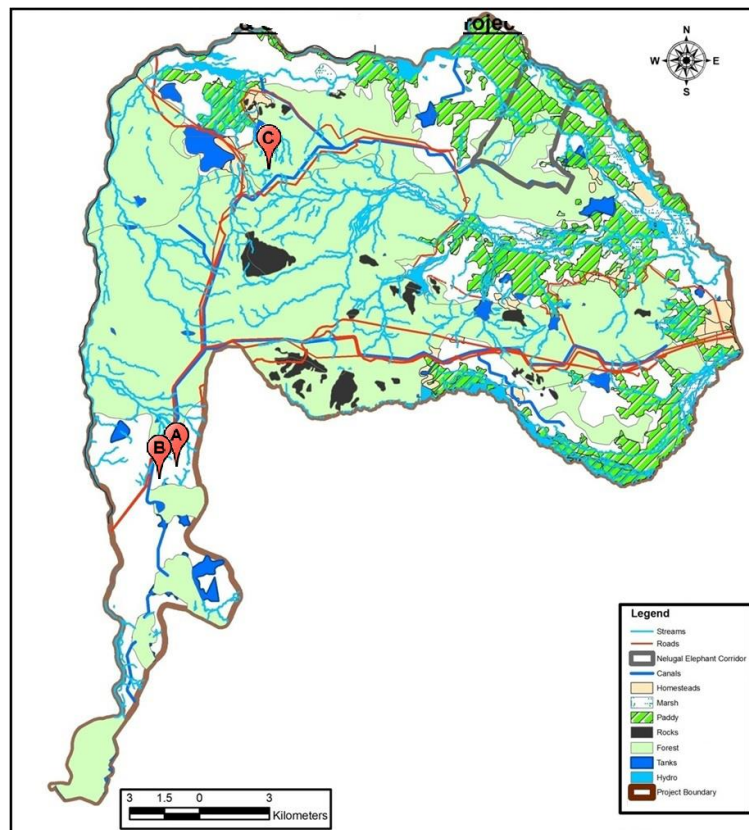 N
W E
S
C
A
B
Legend
Streams
Roads
Nelugal Elephant Corridor
Canals
Homesteads
Marsh
Paddy
Rocks
Forest
Tanks
Hydro
Project Boundary
3 1.5 0 3
Kilometers